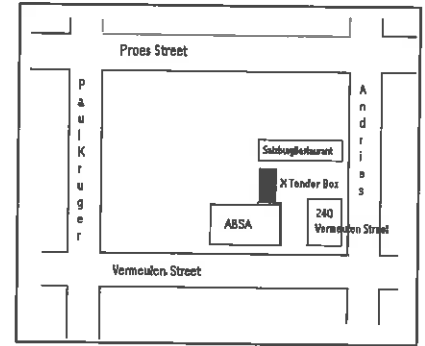 Proes Street
Paul Kruger
Andries
Salzburg Restaurant
X Tender Box
ABSA
240
Vermeulen Street
Vermeulen Street